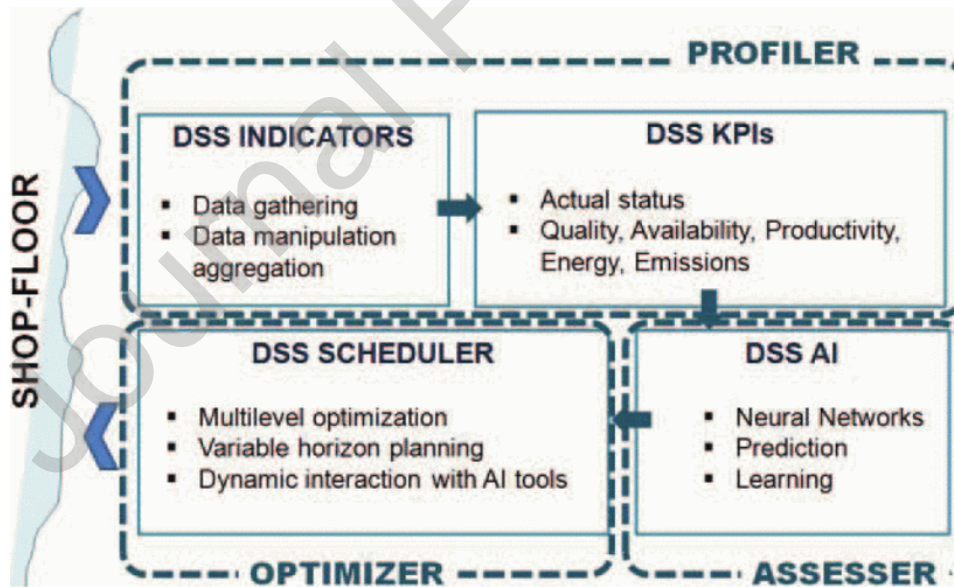 PROFILER
DSS INDICATORS
▪ Data gathering
▪ Data manipulation
aggregation
DSS KPIs
▪ Actual status
▪ Quality, Availability, Productivity,
Energy, Emissions
SHOP-FLOOR
DSS SCHEDULER
▪ Multilevel optimization
▪ Variable horizon planning
▪ Dynamic interaction with AI tools
DSS AI
▪ Neural Networks
▪ Prediction
▪ Learning
OPTIMIZER
ASSESSER
Journal P